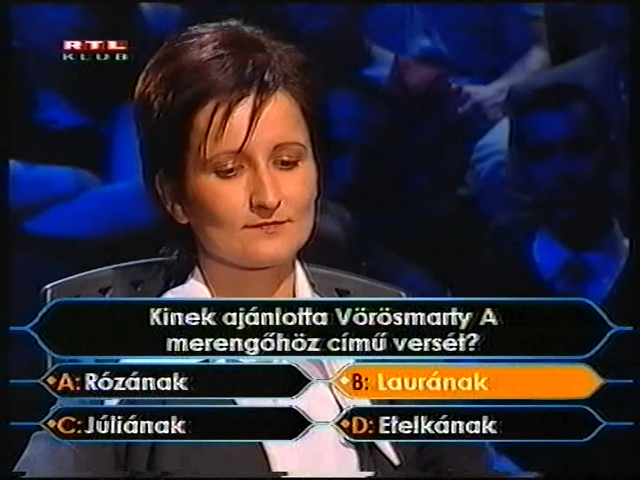 RTL
KLUB
Kinek ajánlotta Vörösmarty A
merengőhöz című versét?
A: Rózának
B: Laurának
C: Júliának
D: Etelkának